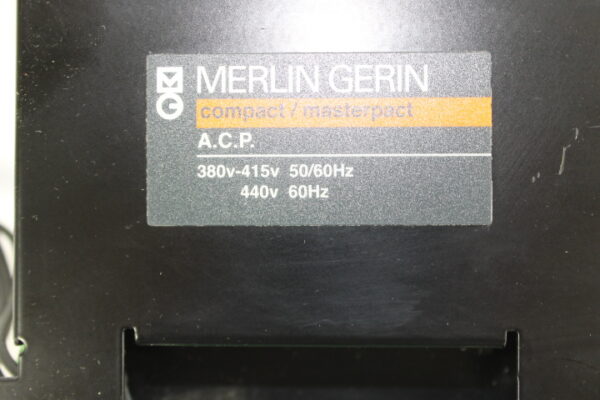 MERLIN GERIN
compact/masterpact
A.C.P.
380v-415v 50/60Hz
440v 60Hz